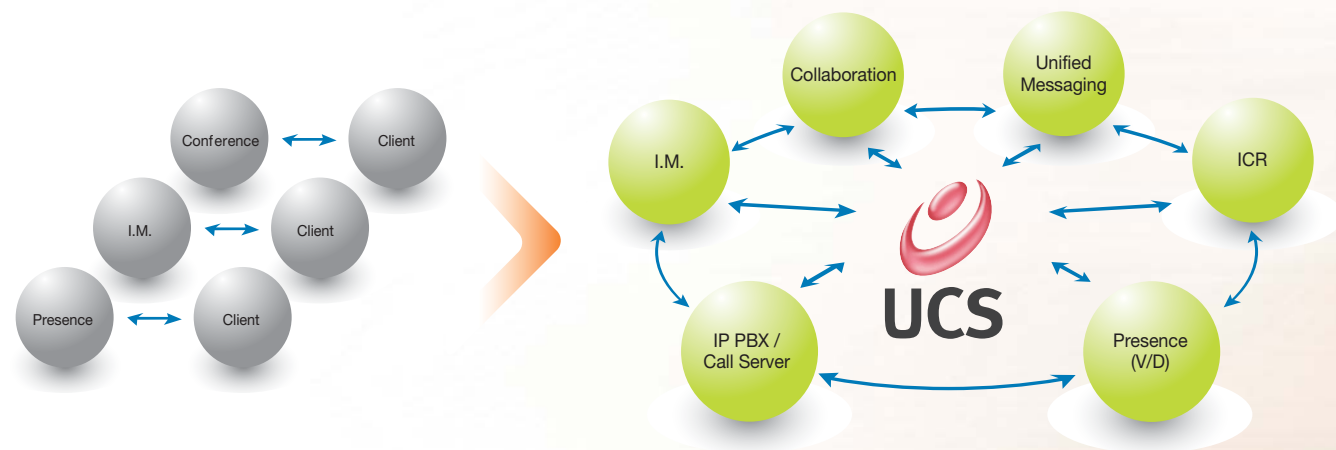 Conference
Client
I.M.
Client
Presence
Client
Collaboration
Unified
Messaging
I.M.
ICR
UCS
IP PBX /
Call Server
Presence
(V/D)